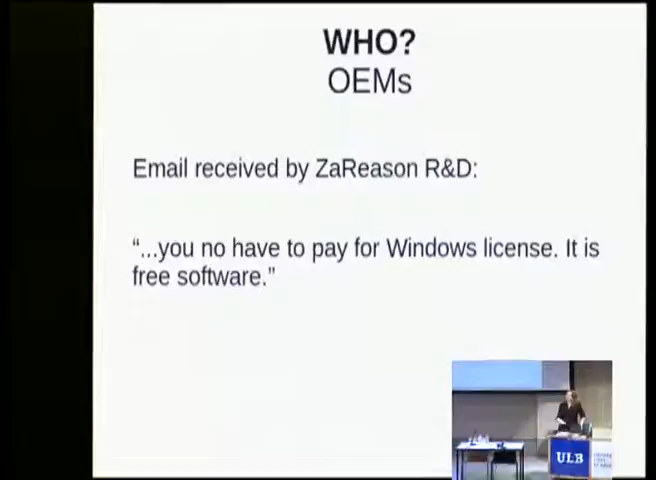 WHO?
OEMs
Email received by ZaReason R&D:
“...you no have to pay for Windows license. It is
free software.”
ULB